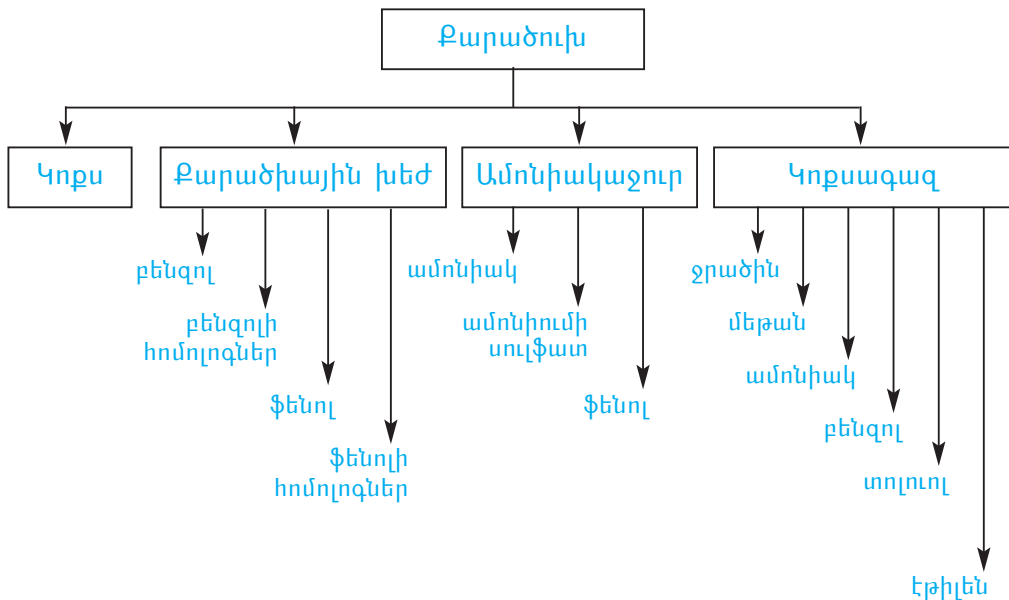 Քարածուխ
Կոքս
Քարածխային խեժ
Ամոնիակաջուր
Կոքսագազ
բենզոլ
բենզոլի
հոմոլոգներ
ֆենոլ
ֆենոլի
հոմոլոգներ
ամոնիակ
ամոնիումի
սուլֆատ
ֆենոլ
ջրածին
մեթան
ամոնիակ
բենզոլ
տոլուոլ
էթիլեն